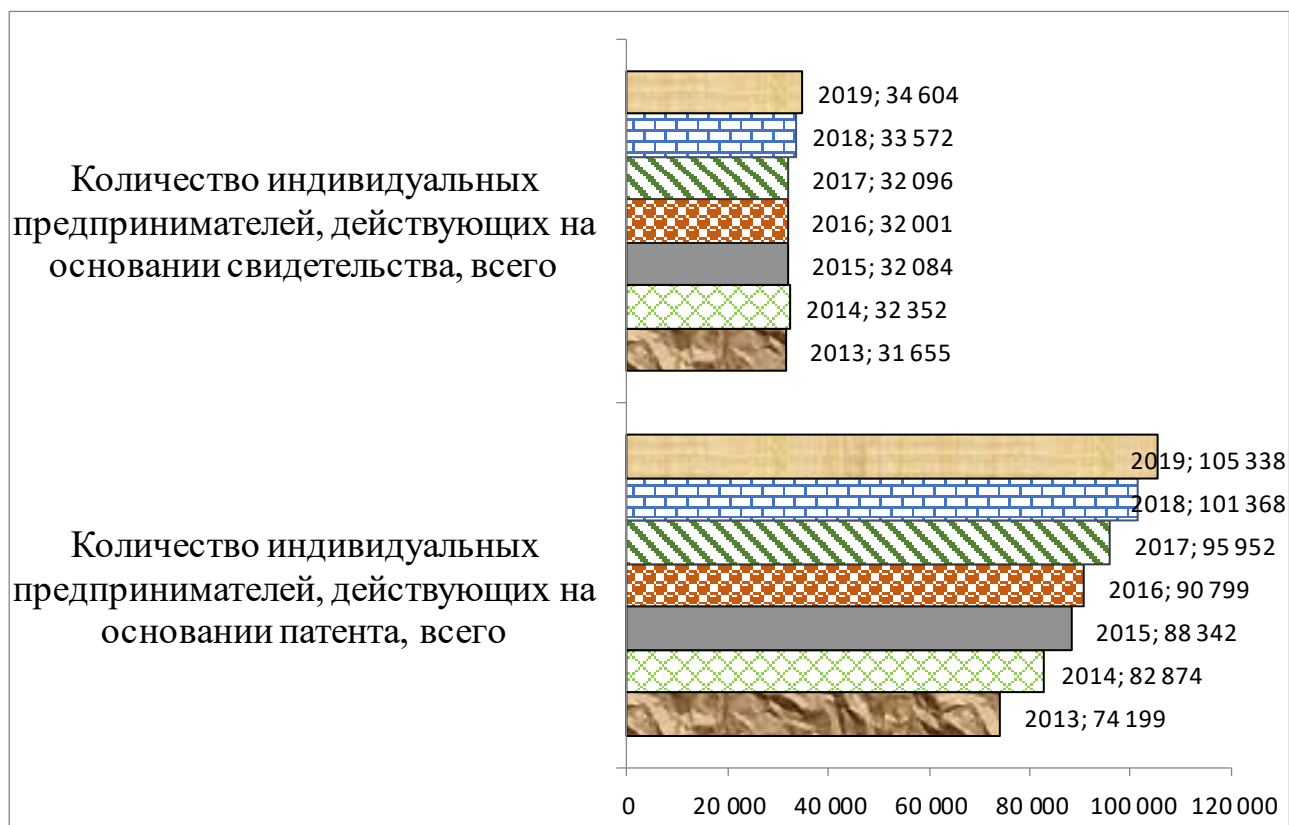 Количество индивидуальных
предпринимателей, действующих на
основании свидетельства, всего
2019; 34 604
2018; 33 572
2017; 32 096
2016; 32 001
2015; 32 084
2014; 32 352
2013; 31 655
Количество индивидуальных
предпринимателей, действующих на
основании патента, всего
2019; 105 338
2018; 101 368
2017; 95 952
2016; 90 799
2015; 88 342
2014; 82 874
2013; 74 199
0 20 000 40 000 60 000 80 000 100 000 120 000